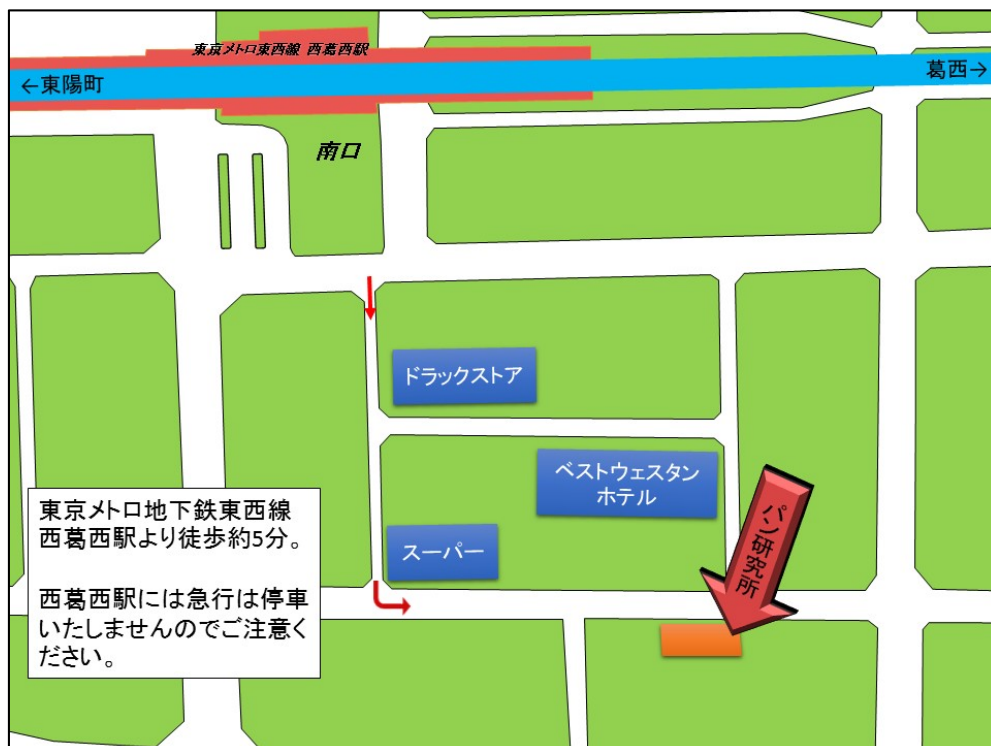 東京メトロ東西線 西葛西駅
←東陽町
葛西→
南口
ドラックストア
ベストウェスタン
ホテル
スーパー
パン研究所
東京メトロ地下鉄東西線
西葛西駅より徒歩約5分。
西葛西駅には急行は停車
いたしませんのでご注意く
ださい。